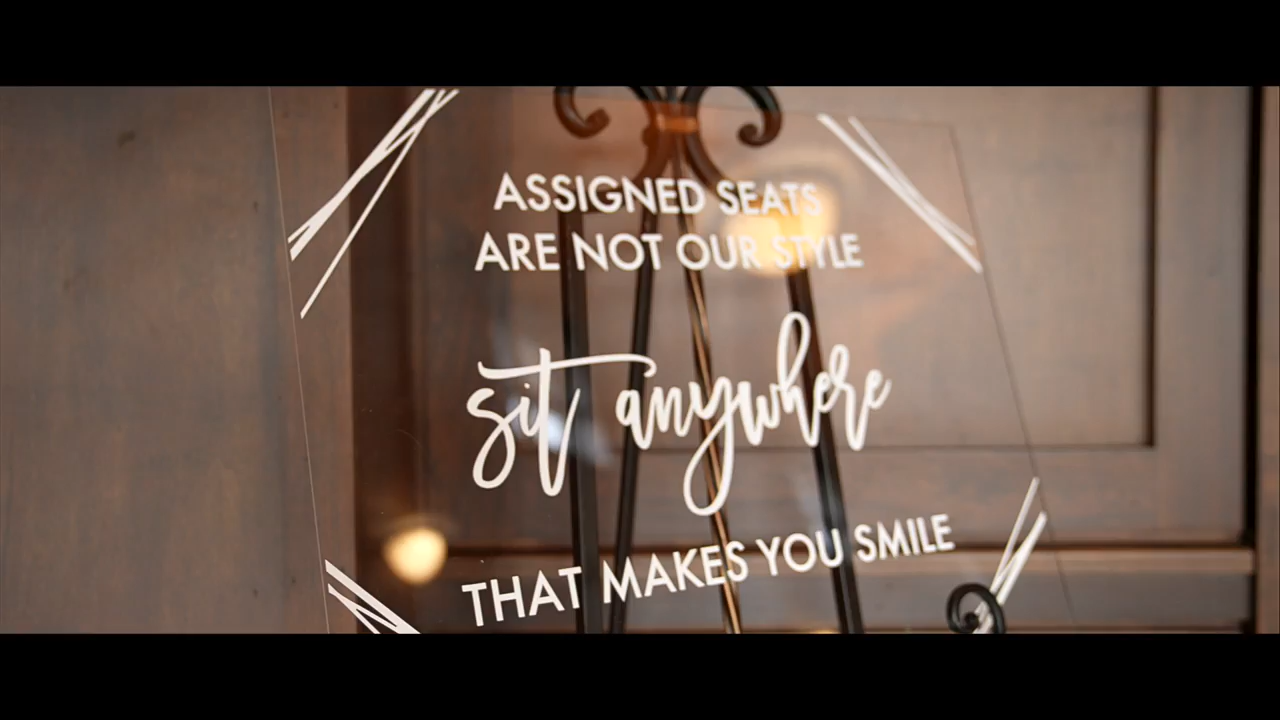 ASSIGNED SEATS
ARE NOT OUR STYLE
sit anywhere
THAT MAKES YOU SMILE